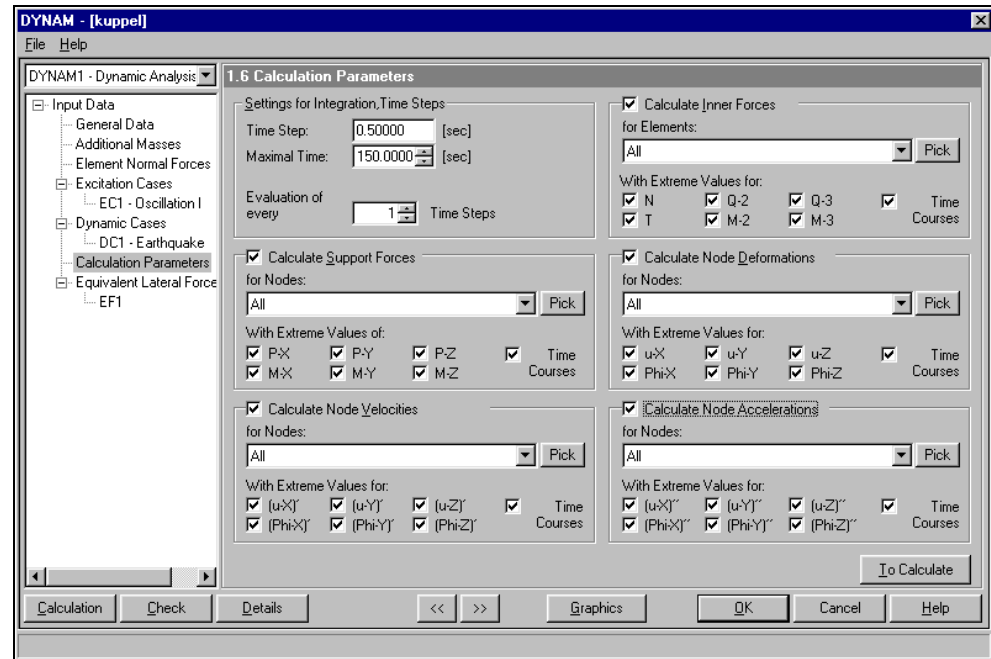 DYNAM - [kuppel]
File Help
DYNAM1 - Dynamic Analysis
Input Data
General Data
Additional Masses
Element Normal Forces
Excitation Cases
EC1 - Oscillation I
Dynamic Cases
DC1 - Earthquake
Calculation Parameters
Equivalent Lateral Force
EF1
1.6 Calculation Parameters
Settings for Integration,Time Steps
Time Step: 0.50000 [sec]
Maximal Time: 150.0000 [sec]
Evaluation of
every 1 Time Steps
Calculate Inner Forces
for Elements:
All Pick
With Extreme Values for:
N Q-2 Q-3 Time
T M-2 M-3 Courses
Calculate Support Forces
for Nodes:
All Pick
With Extreme Values of:
P-X P-Y P-Z Time
M-X M-Y M-Z Courses
Calculate Node Deformations
for Nodes:
All Pick
With Extreme Values for:
u-X u-Y u-Z Time
Phi-X Phi-Y Phi-Z Courses
Calculate Node Velocities
for Nodes:
All Pick
With Extreme Values for:
(u-X)´ (u-Y)´ (u-Z)´ Time
(Phi-X)´ (Phi-Y)´ (Phi-Z)´ Courses
Calculate Node Accelerations
for Nodes:
All Pick
With Extreme Values for:
(u-X)´´ (u-Y)´´ (u-Z)´´ Time
(Phi-X)´´ (Phi-Y)´´ (Phi-Z)´´ Courses
To Calculate
Calculation Check Details << >> Graphics OK Cancel Help